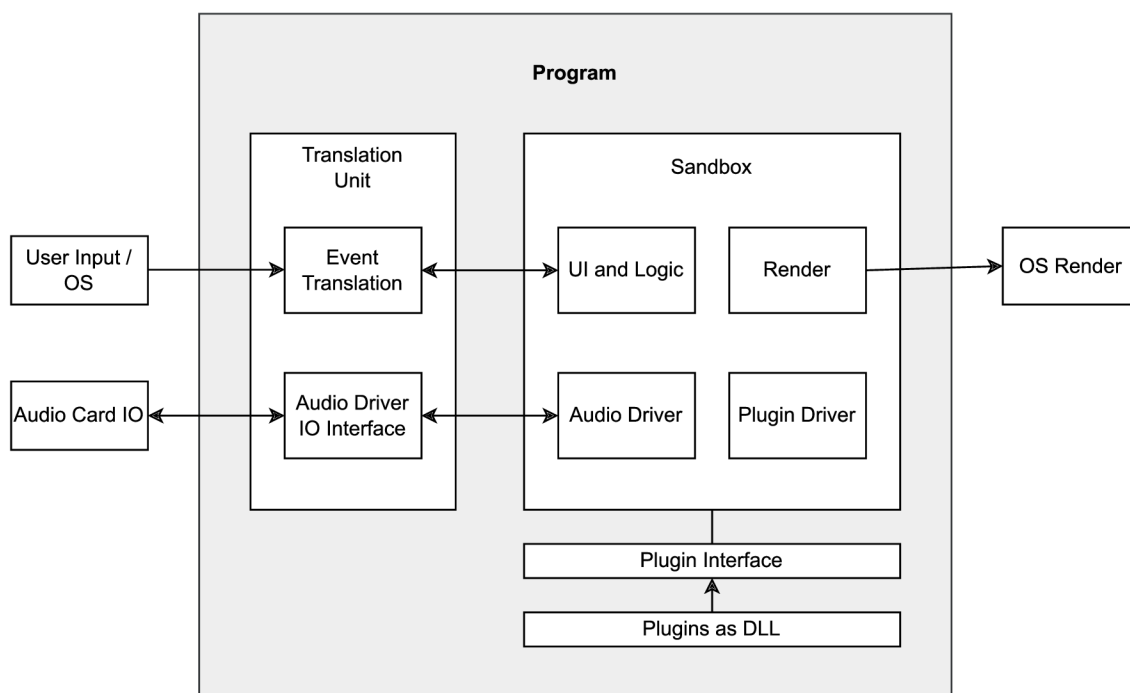 Program
Translation
Unit
Sandbox
User Input /
OS
Event
Translation
UI and Logic
Render
OS Render
Audio Card IO
Audio Driver
IO Interface
Audio Driver
Plugin Driver
Plugin Interface
Plugins as DLL